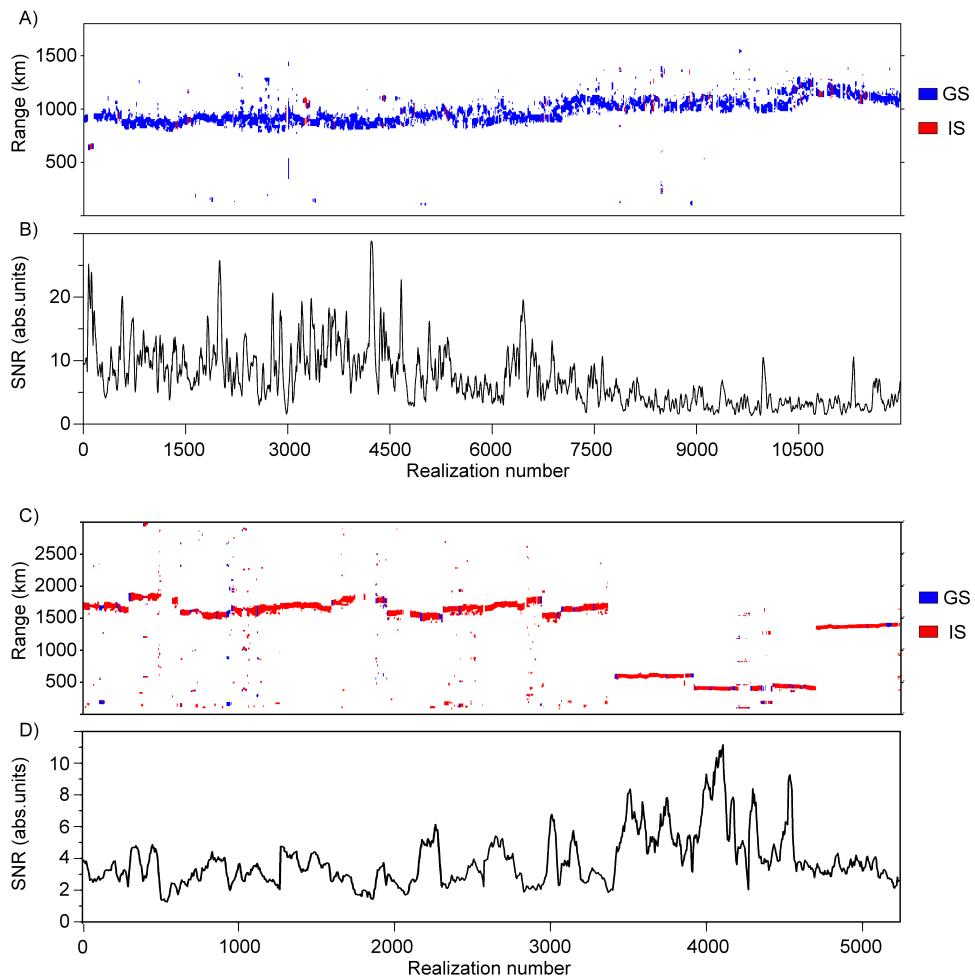 A)
Range (km)
1500
1000
500
GS
IS
B)
SNR (abs.units)
20
10
0
0 1500 3000 4500 6000 7500 9000 10500
Realization number
C)
Range (km)
2500
2000
1500
1000
500
GS
IS
D)
SNR (abs.units)
10
8
6
4
2
0
0 1000 2000 3000 4000 5000
Realization number